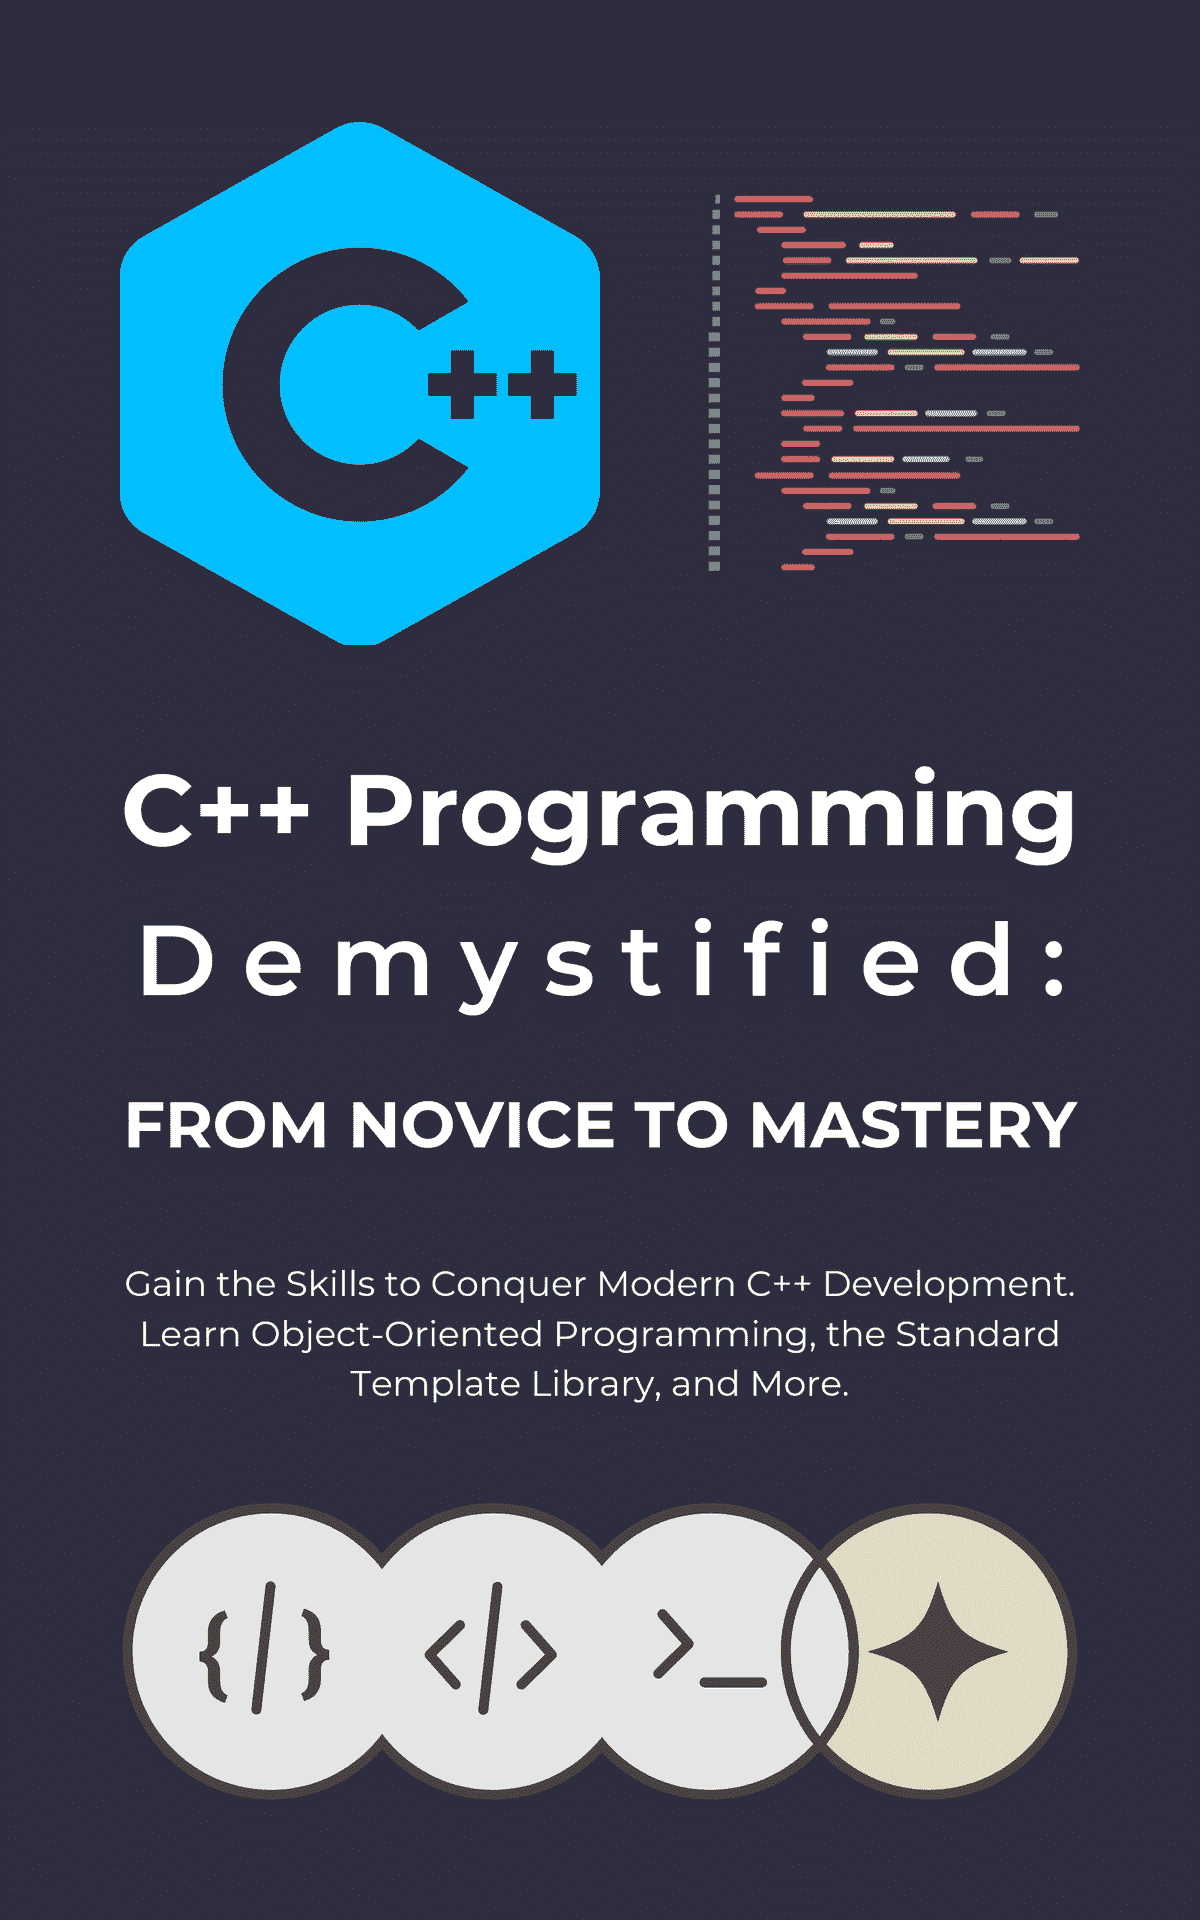 C++
C++ Programming
Demystified:
FROM NOVICE TO MASTERY
Gain the Skills to Conquer Modern C++ Development.
Learn Object-Oriented Programming, the Standard
Template Library, and More.
{/} </> >_